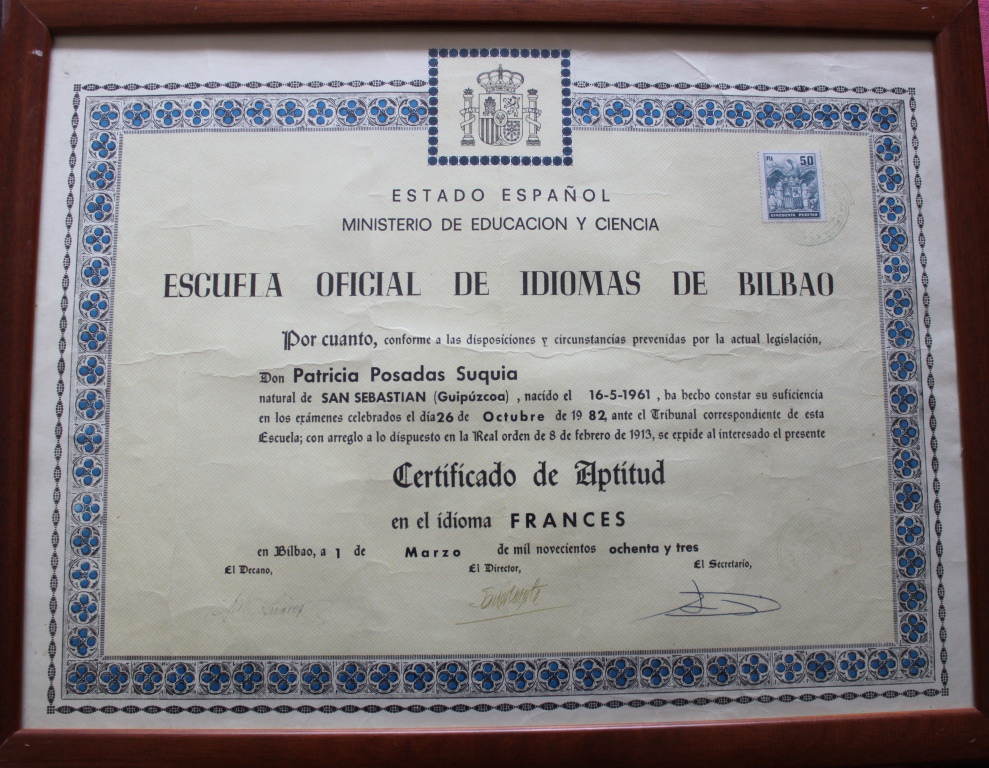 PTA 50
CINCUENTA PESETAS
ESTADO ESPAÑOL
MINISTERIO DE EDUCACION Y CIENCIA
ESCUELA OFICIAL DE IDIOMAS DE BILBAO
Por cuanto, conforme a las disposiciones y circunstancias prevenidas por la actual legislación,
Don Patricia Posadas Suquia
natural de SAN SEBASTIAN (Guipúzcoa) , nacido el 16-5-1961 , ha hecho constar su suficiencia
en los exámenes celebrados el día 26 de Octubre de 19 82, ante el Tribunal correspondiente de esta
Escuela; con arreglo a lo dispuesto en la Real orden de 8 de febrero de 1913, se expide al interesado el presente
Certificado de Aptitud
en el idioma FRANCES
en Bilbao, a 1 de Marzo de mil novecientos ochenta y tres
El Decano, El Director, El Secretario,